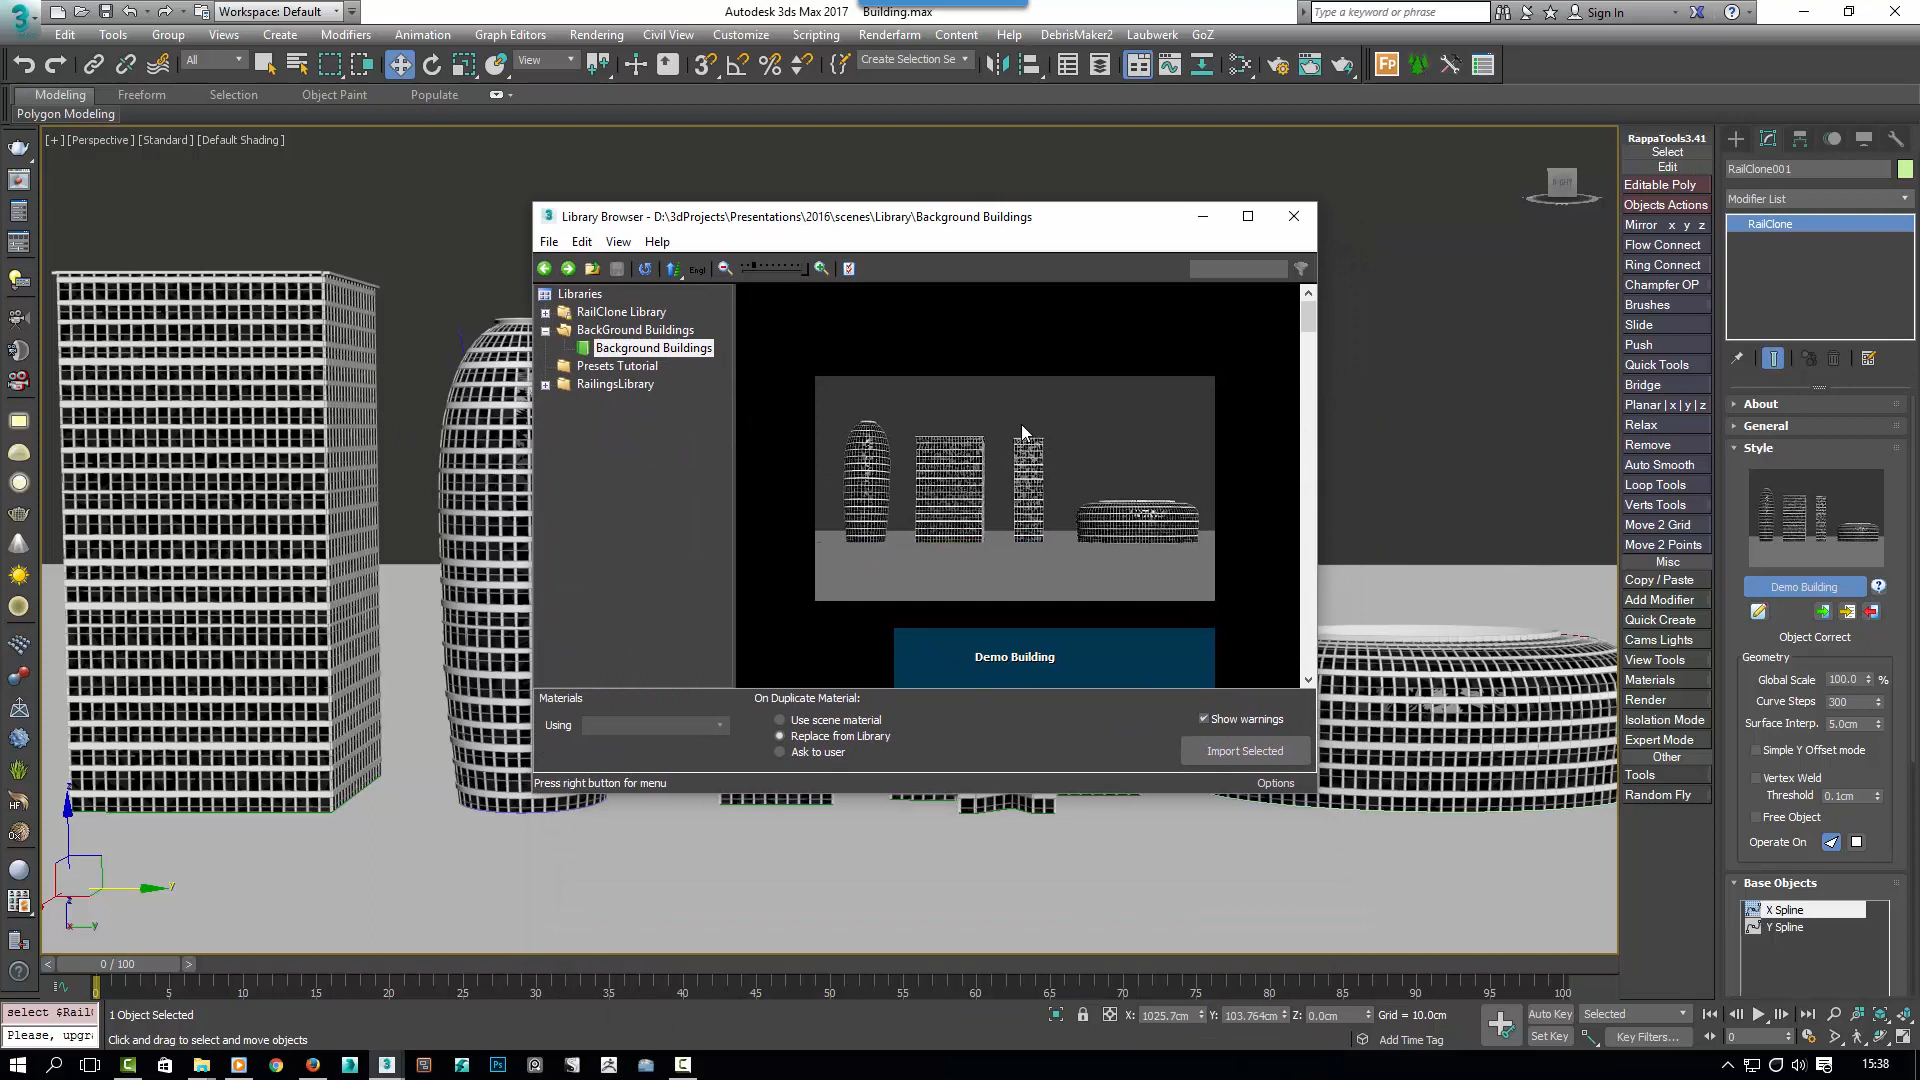 Workspace: Default
Autodesk 3ds Max 2017 Building.max
Type a keyword or phrase
Sign In
Edit Tools Group Views Create Modifiers Animation Graph Editors Rendering Civil View Customize Scripting Renderfarm Content Help DebrisMaker2 Laubwerk GoZ
All
View
Create Selection Se
Modeling Freeform Selection Object Paint Populate
Polygon Modeling
[+] [Perspective] [Standard] [Default Shading]
Library Browser - D:\3dProjects\Presentations\2016\scenes\Library\Background Buildings
File Edit View Help
Engl
Libraries
RailClone Library
BackGround Buildings
Background Buildings
Presets Tutorial
RailingsLibrary
Demo Building
Materials
Using
On Duplicate Material:
Use scene material
Replace from Library
Ask to user
Show warnings
Import Selected
Press right button for menu
Options
RappaTools3.41
Select
Edit
Editable Poly
Objects Actions
Mirror x y z
Flow Connect
Ring Connect
Champfer OP
Brushes
Slide
Push
Quick Tools
Bridge
Planar | x | y | z
Relax
Remove
Auto Smooth
Loop Tools
Verts Tools
Move 2 Grid
Move 2 Points
Misc
Copy / Paste
Add Modifier
Quick Create
Cams Lights
View Tools
Materials
Render
Isolation Mode
Expert Mode
Other
Tools
Random Fly
RailClone001
Modifier List
RailClone
About
General
Style
Demo Building
Object Correct
Geometry
Global Scale 100.0 %
Curve Steps 300
Surface Interp. 5.0cm
Simple Y Offset mode
Vertex Weld
Threshold 0.1cm
Free Object
Operate On
Base Objects
X Spline
Y Spline
HF
z
y
z
x
y
< 0 / 100 >
0 5 10 15 20 25 30 35 40 45 50 55 60 65 70 75 80 85 90 95 100
select $Rail
Please, upgr
1 Object Selected
Click and drag to select and move objects
X: 1025.7cm Y: 103.764cm Z: 0.0cm Grid = 10.0cm
Add Time Tag
Auto Key Selected
Set Key Key Filters...
0
15:38